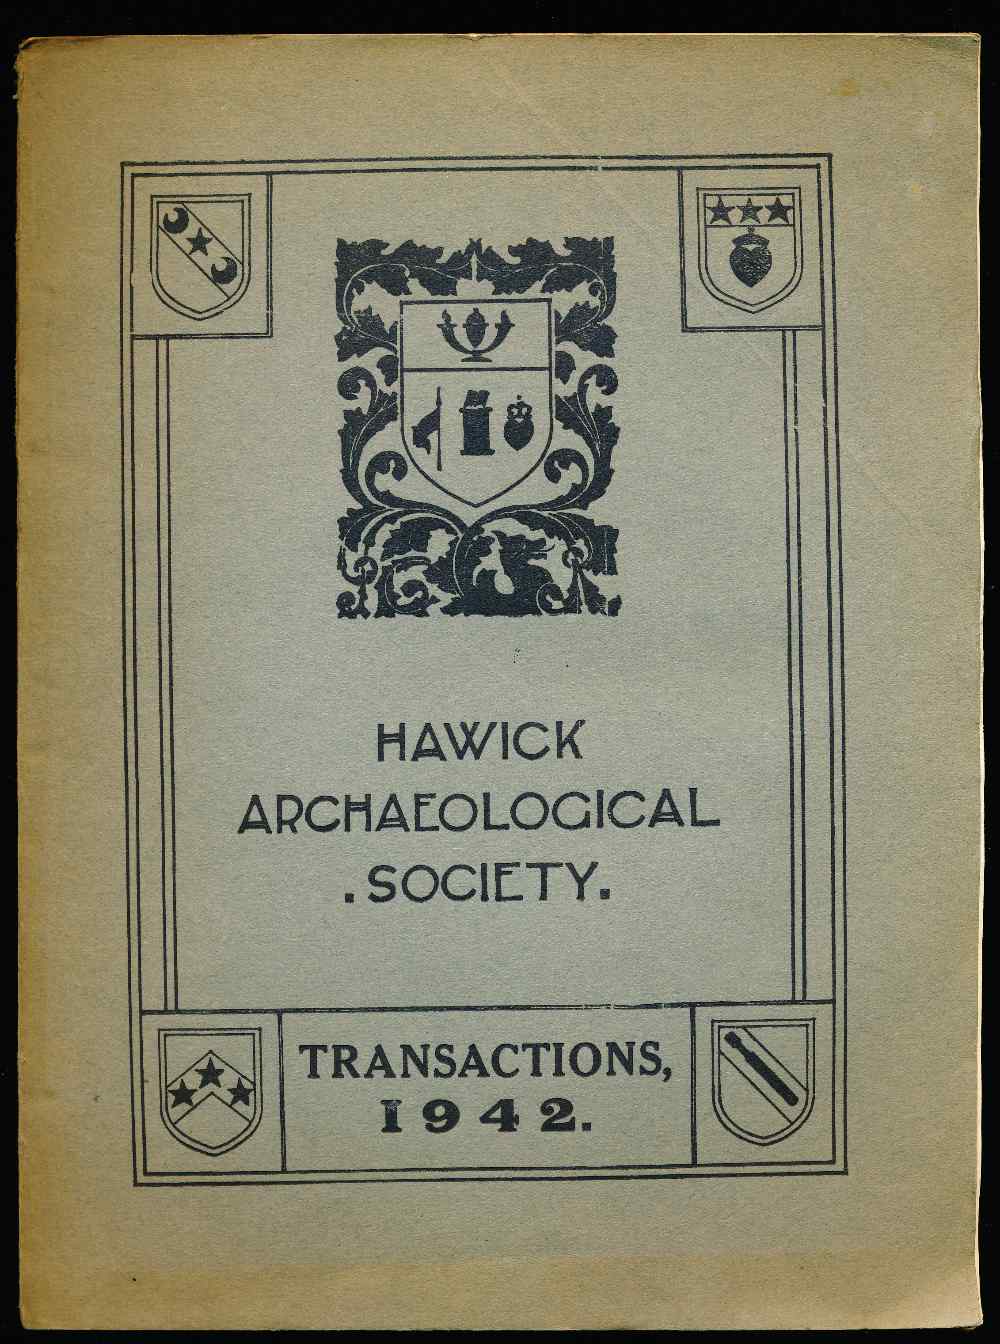 HAWICK
ARCHAEOLOGICAL
. SOCIETY.
TRANSACTIONS,
1942.